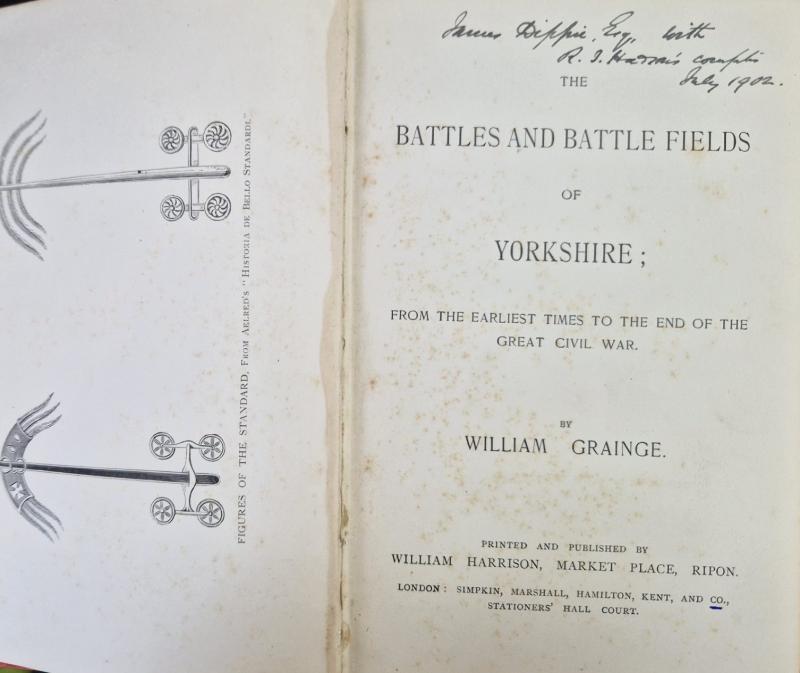 FIGURES OF THE STANDARD, FROM AELRED'S "HISTORIA DE BELLO STANDARDI."
James Dippie, Esq, with
R. J. compts
July 1902.
THE
BATTLES AND BATTLE FIELDS
OF
YORKSHIRE;
FROM THE EARLIEST TIMES TO THE END OF THE
GREAT CIVIL WAR.
BY
WILLIAM GRAINGE.
PRINTED AND PUBLISHED BY
WILLIAM HARRISON, MARKET PLACE, RIPON.
LONDON: SIMPKIN, MARSHALL, HAMILTON, KENT, AND CO.,
STATIONERS' HALL COURT.